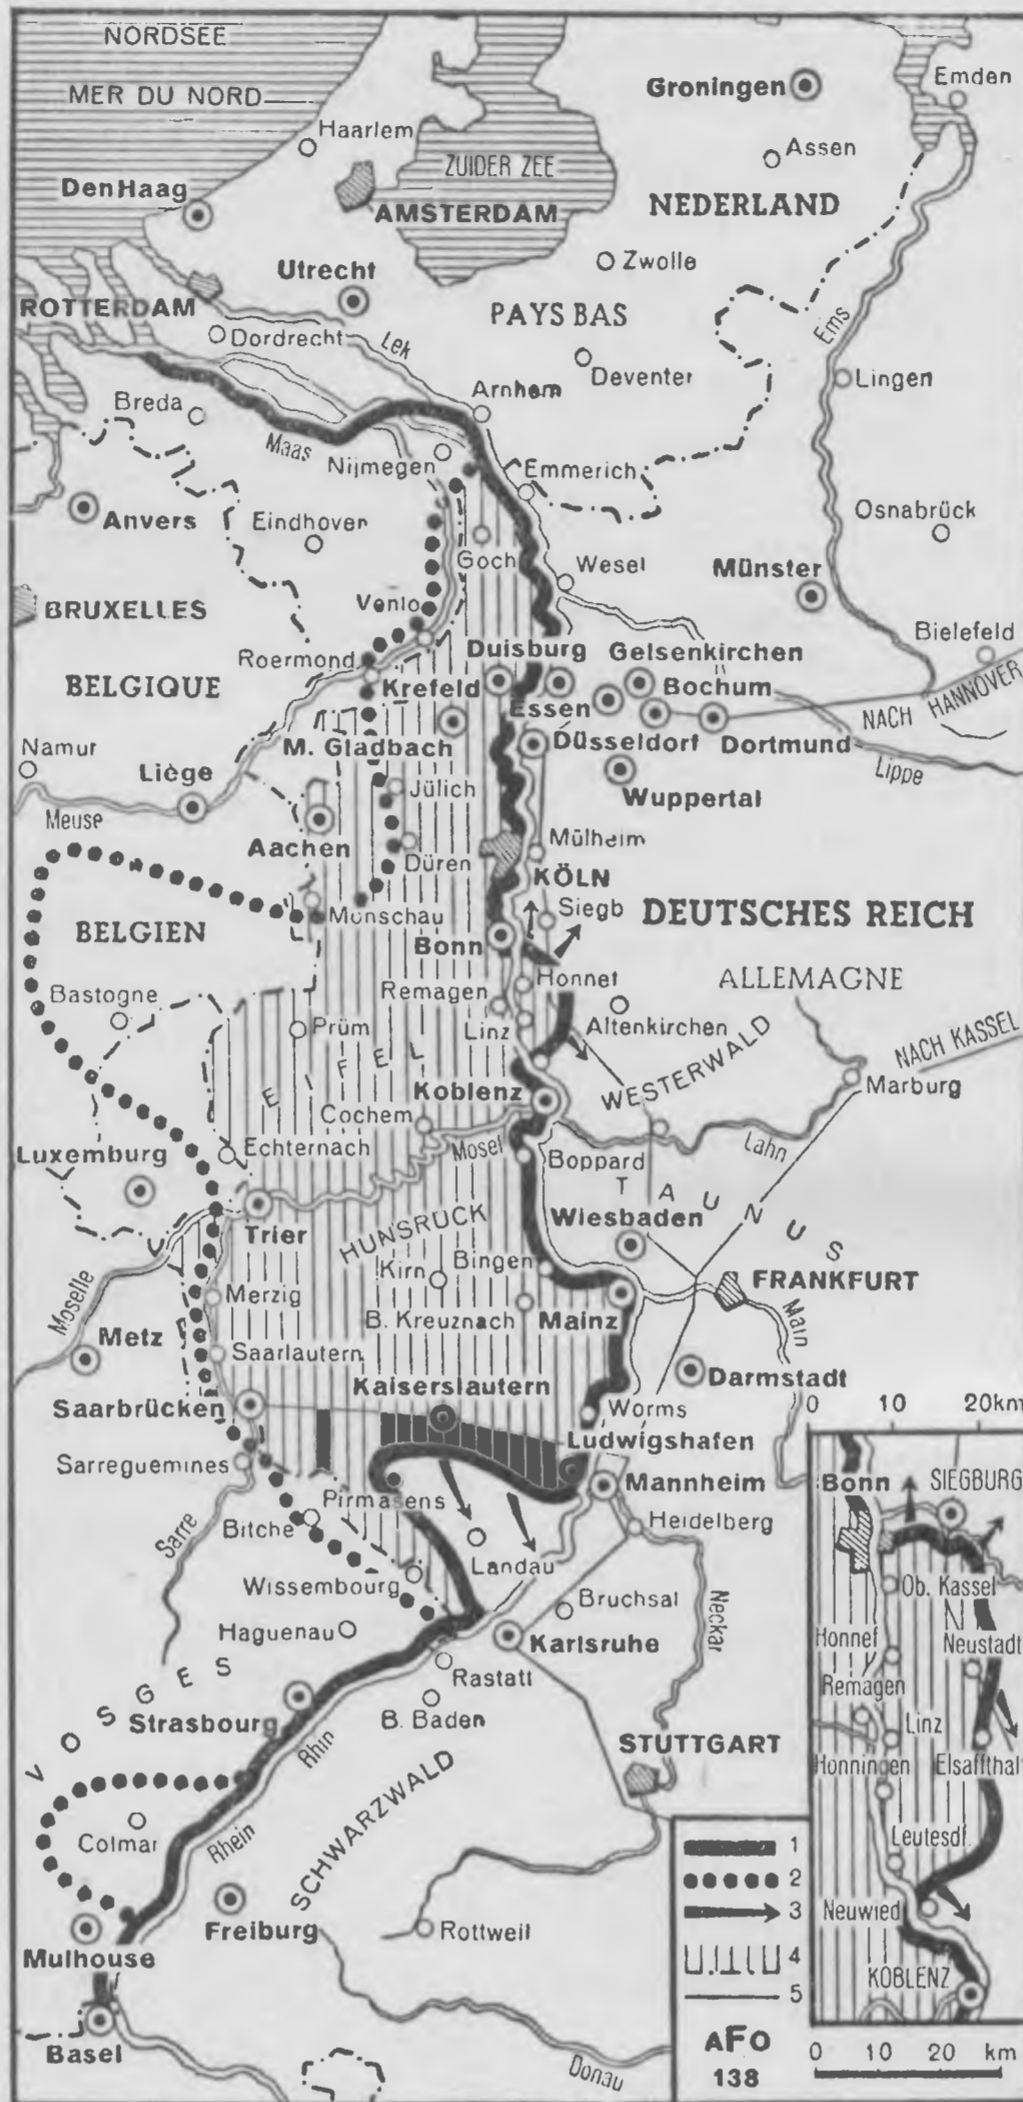 NORDSEE
MER DU NORD
Groningen
Emden
Haarlem
ZUIDER ZEE
Assen
Den Haag
AMSTERDAM
NEDERLAND
Zwolle
Utrecht
ROTTERDAM
PAYS BAS
Dordrecht
Lek
Ems
Deventer
Lingen
Arnhem
Breda
Maas
Nijmegen
Emmerich
Anvers
Eindhoven
Osnabrück
Goch
Wesel
Münster
Venlo
BRUXELLES
Bielefeld
Roermond
Duisburg
Gelsenkirchen
BELGIQUE
Krefeld
Bochum
Essen
NACH HANNOVER
M. Gladbach
Düsseldorf
Dortmund
Namur
Lippe
Liège
Jülich
Wuppertal
Meuse
Aachen
Düren
Mülheim
KÖLN
Monschau
Siegb
DEUTSCHES REICH
BELGIEN
Bonn
Honnef
ALLEMAGNE
Bastogne
Remagen
Altenkirchen
Prüm
Linz
NACH KASSEL
EIFEL
WESTERWALD
Koblenz
Marburg
Cochem
Mosel
Lahn
Echternach
Boppard
Luxemburg
TAUNUS
Trier
HUNSRÜCK
Wiesbaden
Bingen
Kirn
FRANKFURT
Moselle
Merzig
Main
Metz
B. Kreuznach
Mainz
Saarlautern
Kaiserslautern
Darmstadt
Saarbrücken
Worms
0 10 20km
Ludwigshafen
Sarreguemines
Mannheim
Bonn
SIEGBURG
Pirmasens
Bitche
Heidelberg
Sarre
Landau
Wissembourg
Ob. Kassel
Bruchsal
Neckar
Haguenau
Karlsruhe
Honnef
Neustadt
Rastatt
Remagen
VOSGES
Strasbourg
B. Baden
Linz
Rhin
STUTTGART
Honningen
Elsaffthal
SCHWARZWALD
Colmar
Rhein
Leutesdf.
1
2
Freiburg
Rottweil
3
Neuwied
Mulhouse
4
KOBLENZ
5
Basel
AFO
138
0 10 20 km
Donau